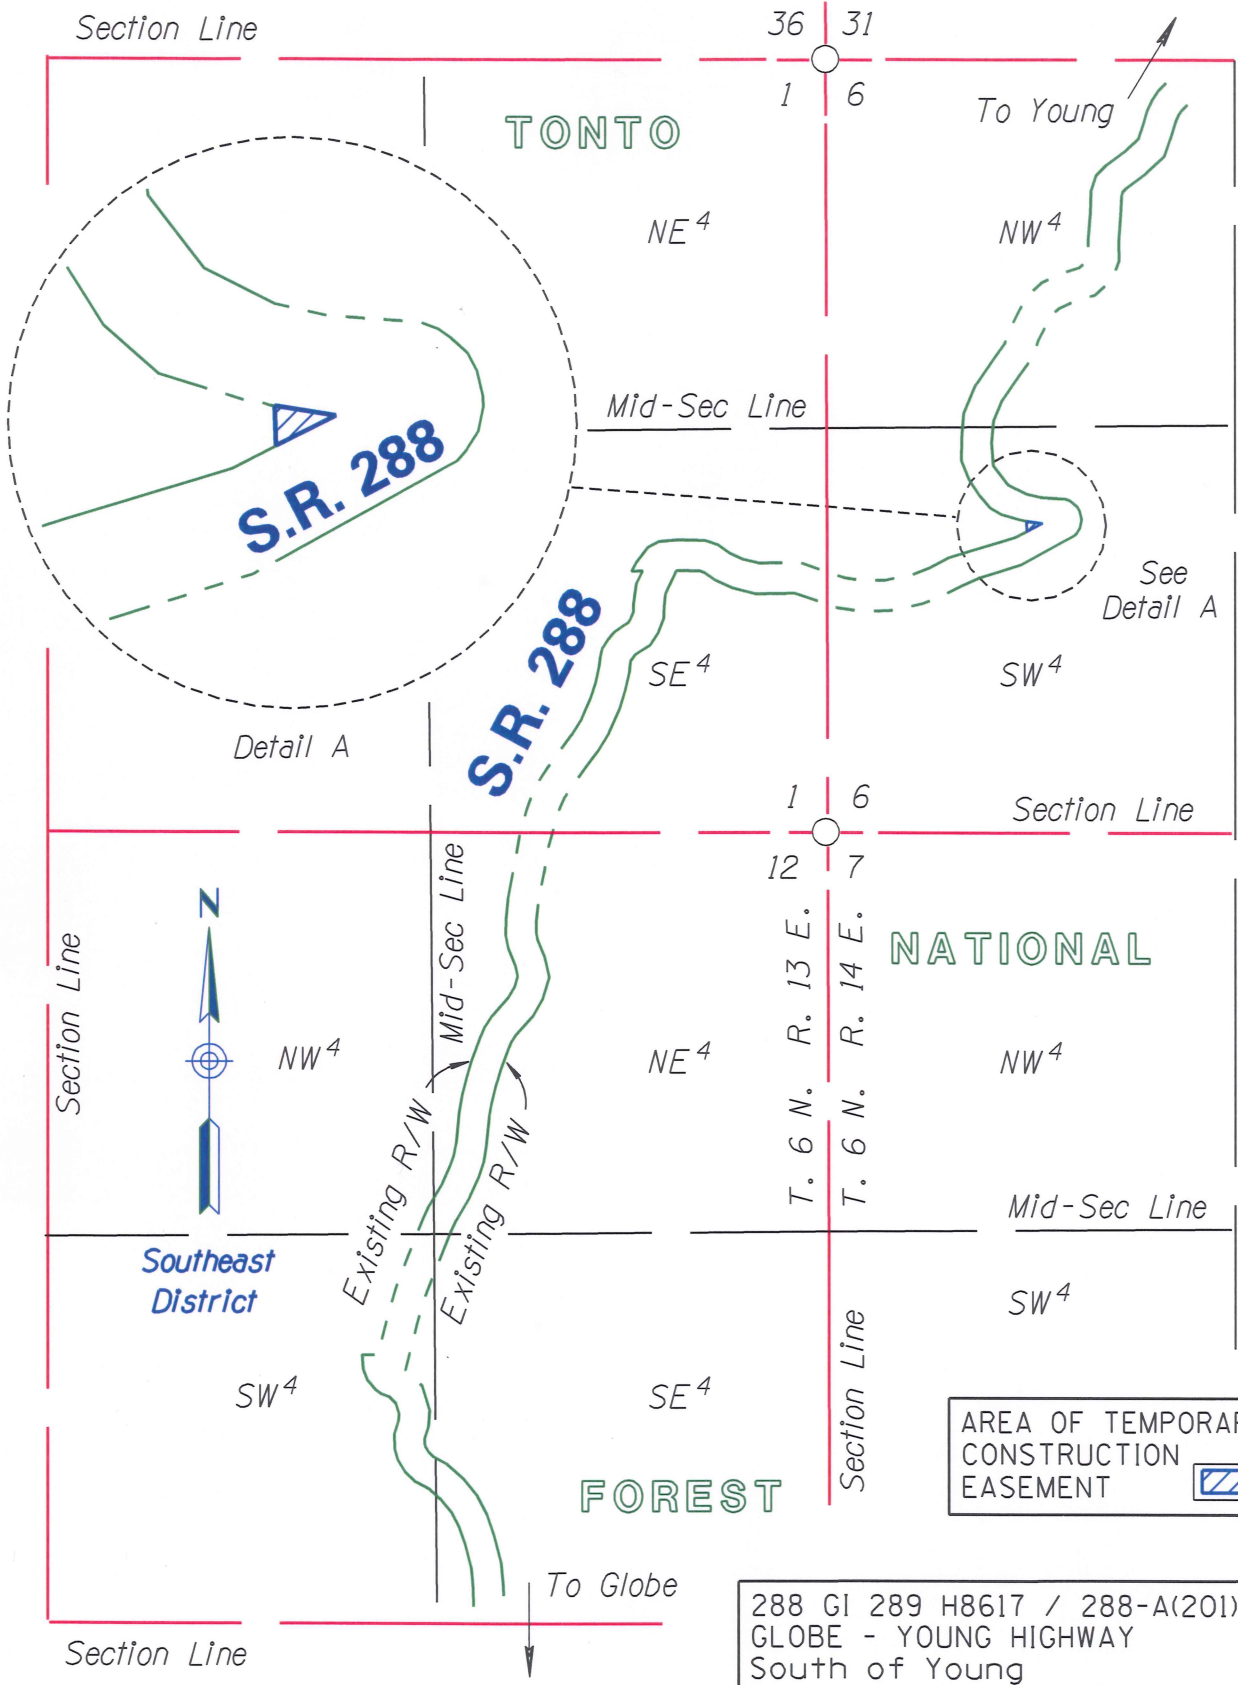 Section Line
36 31
1 6
To Young
TONTO
NE4
NW4
Mid-Sec Line
S.R. 288
See
Detail A
S.R. 288
SE4
SW4
Detail A
1 6
Section Line
12 7
Mid-Sec Line
Section Line
N
T. 6 N. R. 13 E.
T. 6 N. R. 14 E.
NATIONAL
NW4
NE4
NW4
Existing R/W
Existing R/W
Mid-Sec Line
Southeast
District
SW4
SW4
SE4
Section Line
AREA OF TEMPORAR
CONSTRUCTION
EASEMENT
FOREST
To Globe
288 GI 289 H8617 / 288-A(201)
GLOBE - YOUNG HIGHWAY
South of Young
Section Line